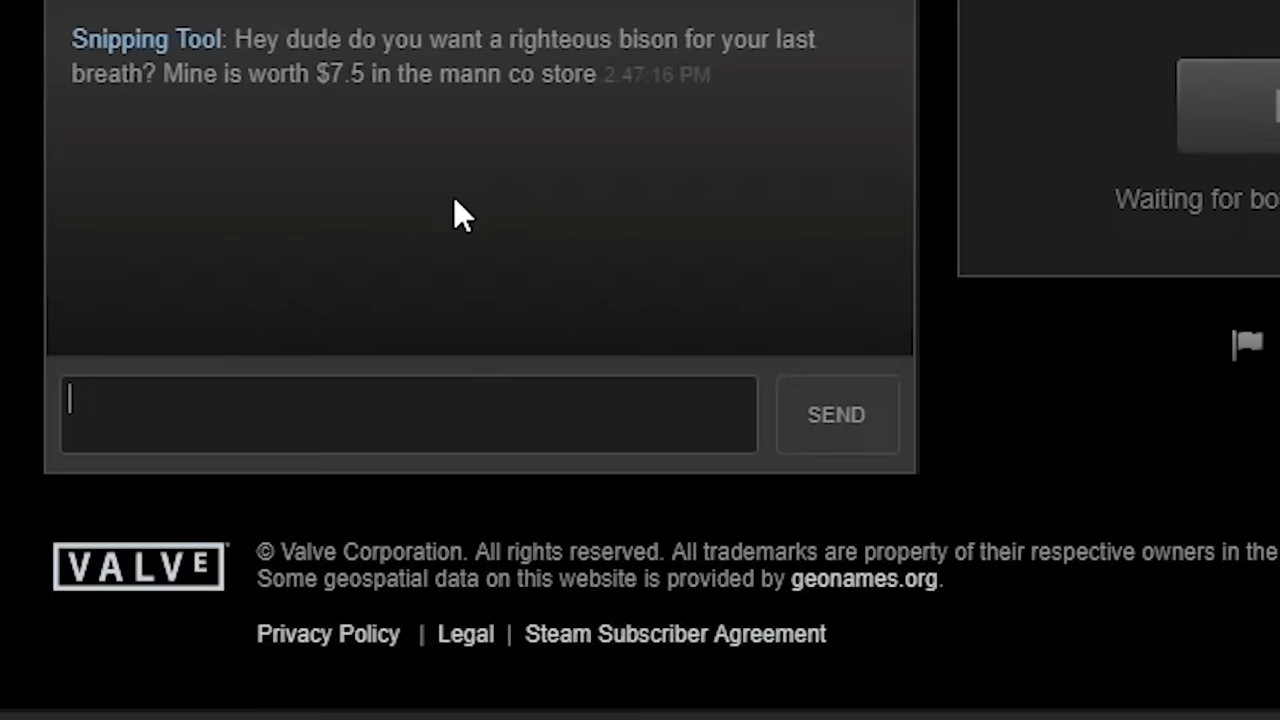 Snipping Tool: Hey dude do you want a righteous bison for your last
breath? Mine is worth $7.5 in the mann co store 2:47:16 PM
Waiting for
SEND
VALVE
© Valve Corporation. All rights reserved. All trademarks are property of their respective owners in the
Some geospatial data on this website is provided by geonames.org.
Privacy Policy | Legal | Steam Subscriber Agreement